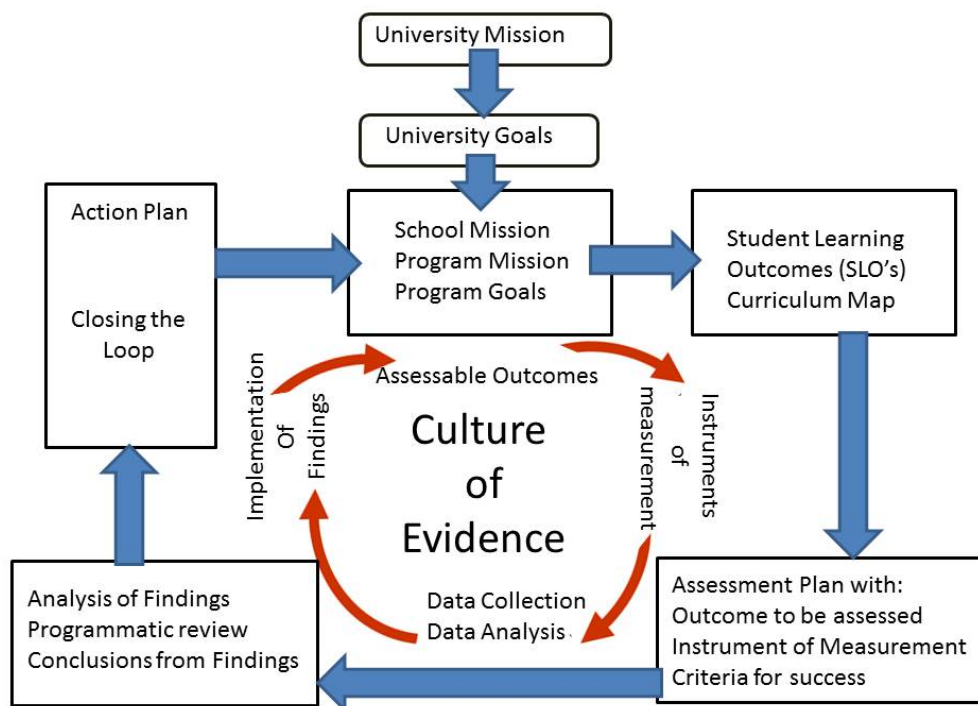 University Mission
University Goals
Action Plan
Closing the
Loop
School Mission
Program Mission
Program Goals
Student Learning
Outcomes (SLO’s)
Curriculum Map
Assessable Outcomes
Instruments
of
measurement
Implementation
Of
Findings
Culture
of
Evidence
Data Collection
Data Analysis
Analysis of Findings
Programmatic review
Conclusions from Findings
Assessment Plan with:
Outcome to be assessed
Instrument of Measurement
Criteria for success